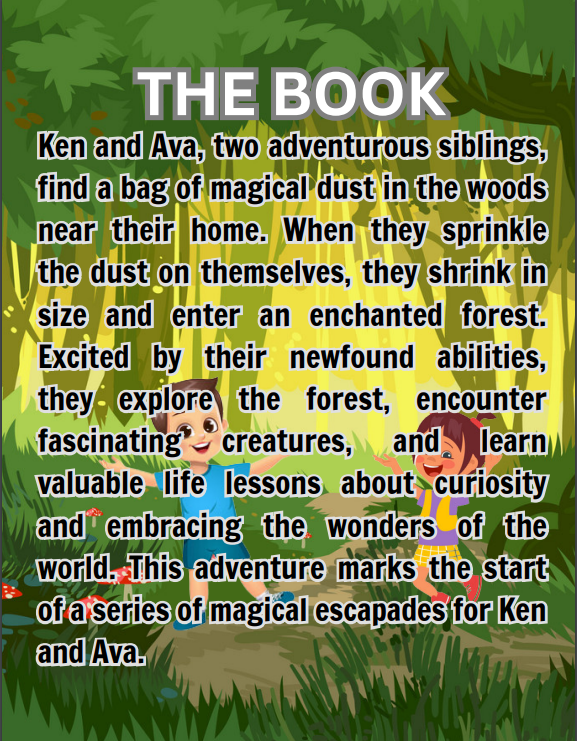 THE BOOK
Ken and Ava, two adventurous siblings,
find a bag of magical dust in the woods
near their home. When they sprinkle
the dust on themselves, they shrink in
size and enter an enchanted forest.
Excited by their newfound abilities,
they explore the forest, encounter
fascinating creatures, and learn
valuable life lessons about curiosity
and embracing the wonders of the
world. This adventure marks the start
of a series of magical escapades for Ken
and Ava.